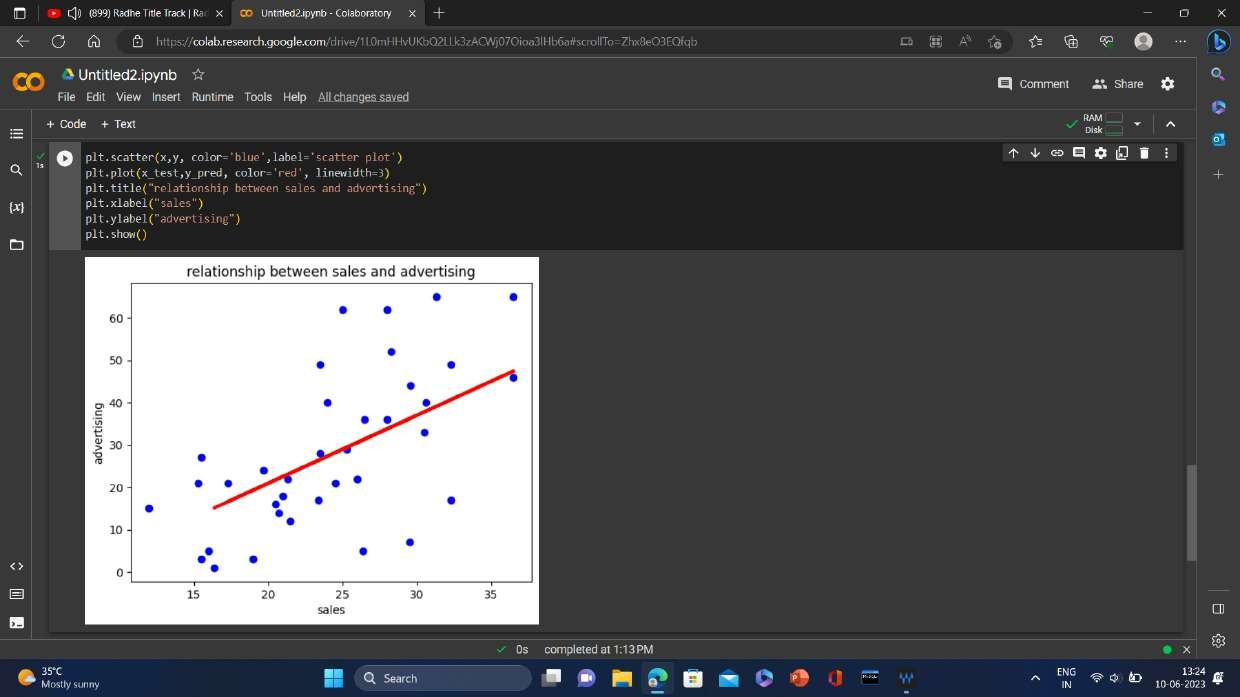 (899) Radhe Title Track | Rad
Untitled2.ipynb - Colaboratory
https://colab.research.google.com/drive/1L0mHHvUKbQ2LLk3zACWj07Oioa3lHb6a#scrollTo=Zhx8eO3EQfqb
Untitled2.ipynb
File Edit View Insert Runtime Tools Help All changes saved
Comment Share
+ Code + Text
RAM
Disk
1s
plt.scatter(x,y, color='blue',label='scatter plot')
plt.plot(x_test,y_pred, color='red', linewidth=3)
plt.title("relationship between sales and advertising")
plt.xlabel("sales")
plt.ylabel("advertising")
plt.show()
relationship between sales and advertising
advertising
60
50
40
30
20
10
0
15 20 25 30 35
sales
0s completed at 1:13 PM
35°C
Mostly sunny
Search
ENG
IN
13:24
10-06-2023